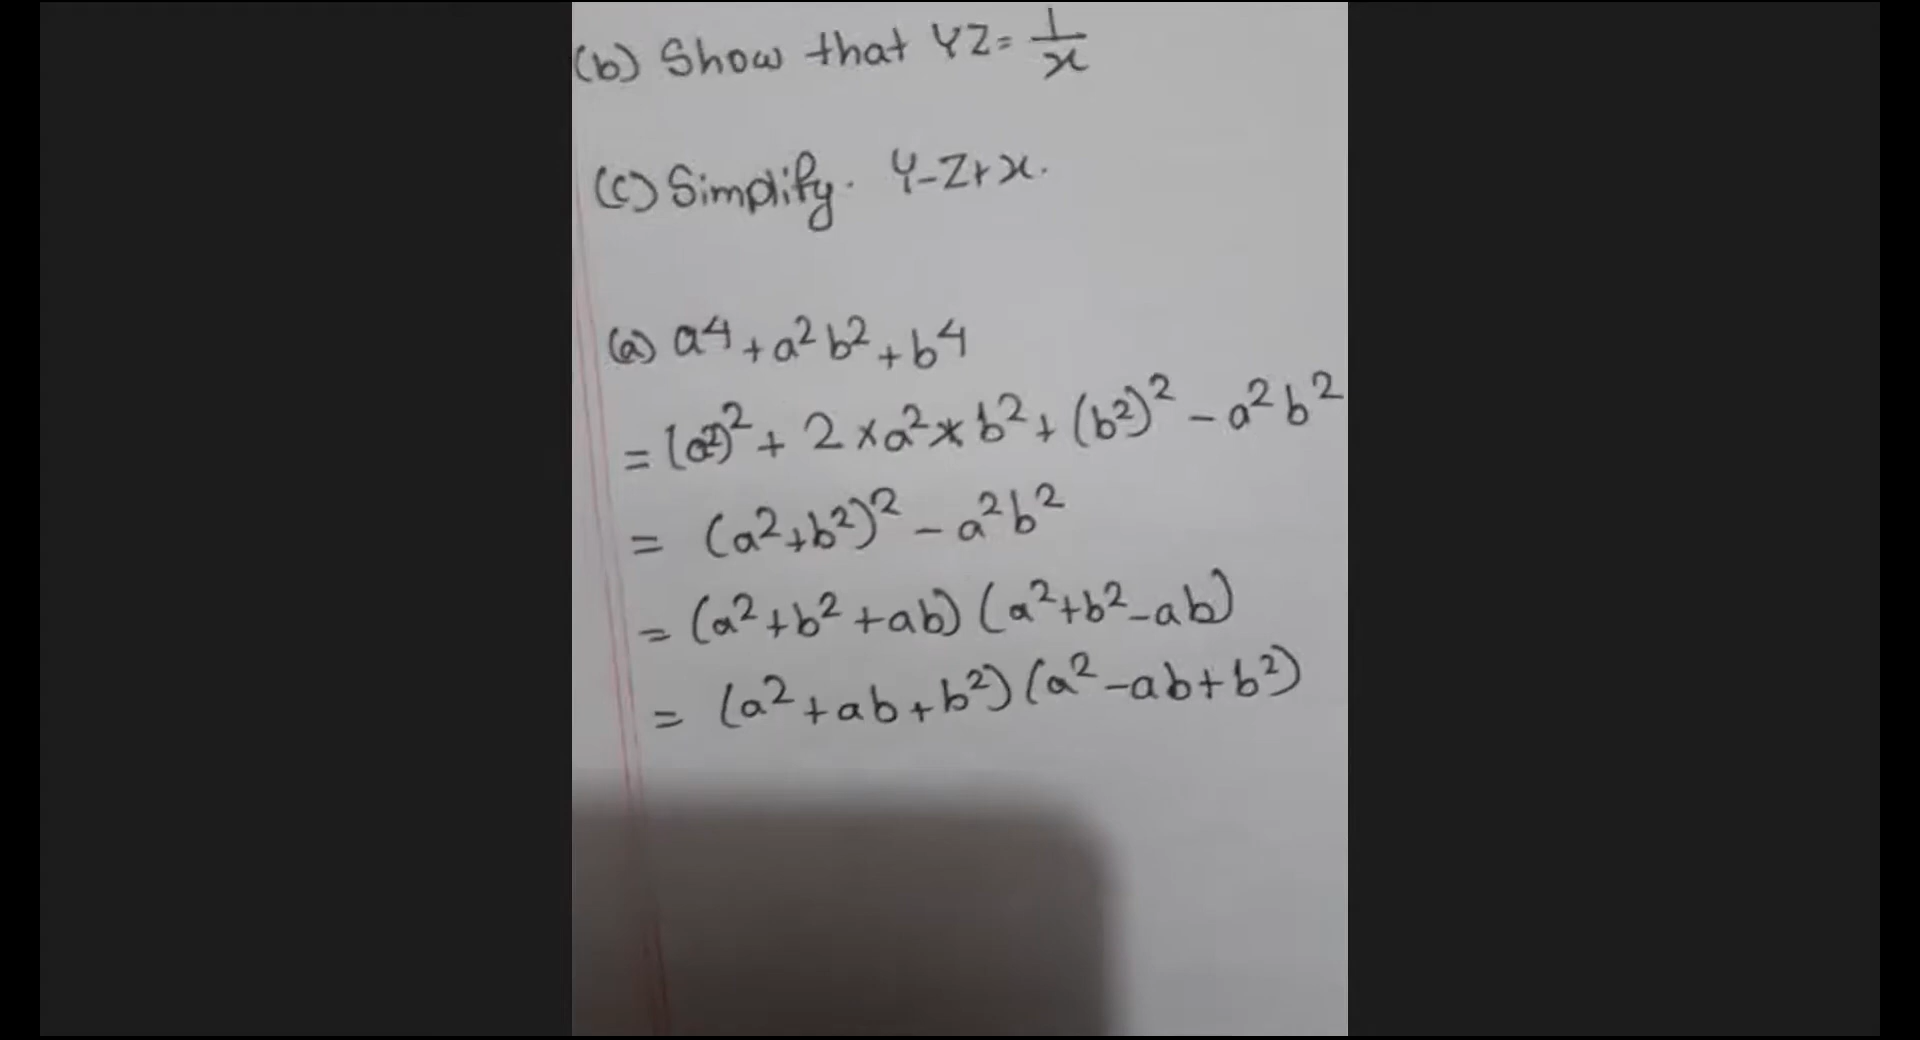 (b) Show that YZ = 1/x
(c) Simplify. Y-Z+x.
(a) a⁴ + a²b² + b⁴
= (a²)² + 2 × a² × b² + (b²)² - a²b²
= (a²+b²)² - a²b²
= (a²+b²+ab) (a²+b²-ab)
= (a²+ab+b²) (a²-ab+b²)